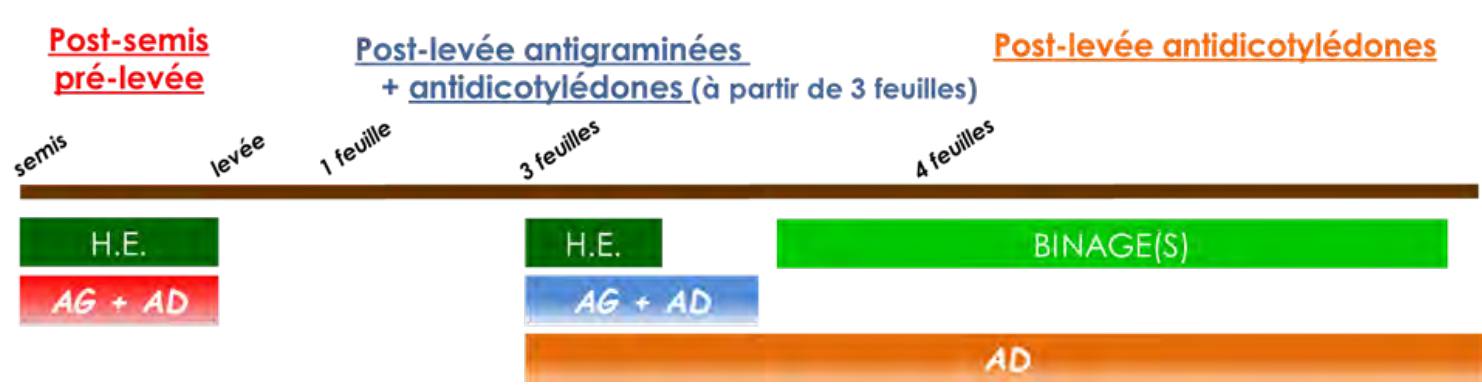 Post-semis
pré-levée
Post-levée antigraminées
+ antidicotylédones (à partir de 3 feuilles)
Post-levée antidicotylédones
semis
levée
1 feuille
3 feuilles
4 feuilles
H.E.
H.E.
BINAGE(S)
AG + AD
AG + AD
AD